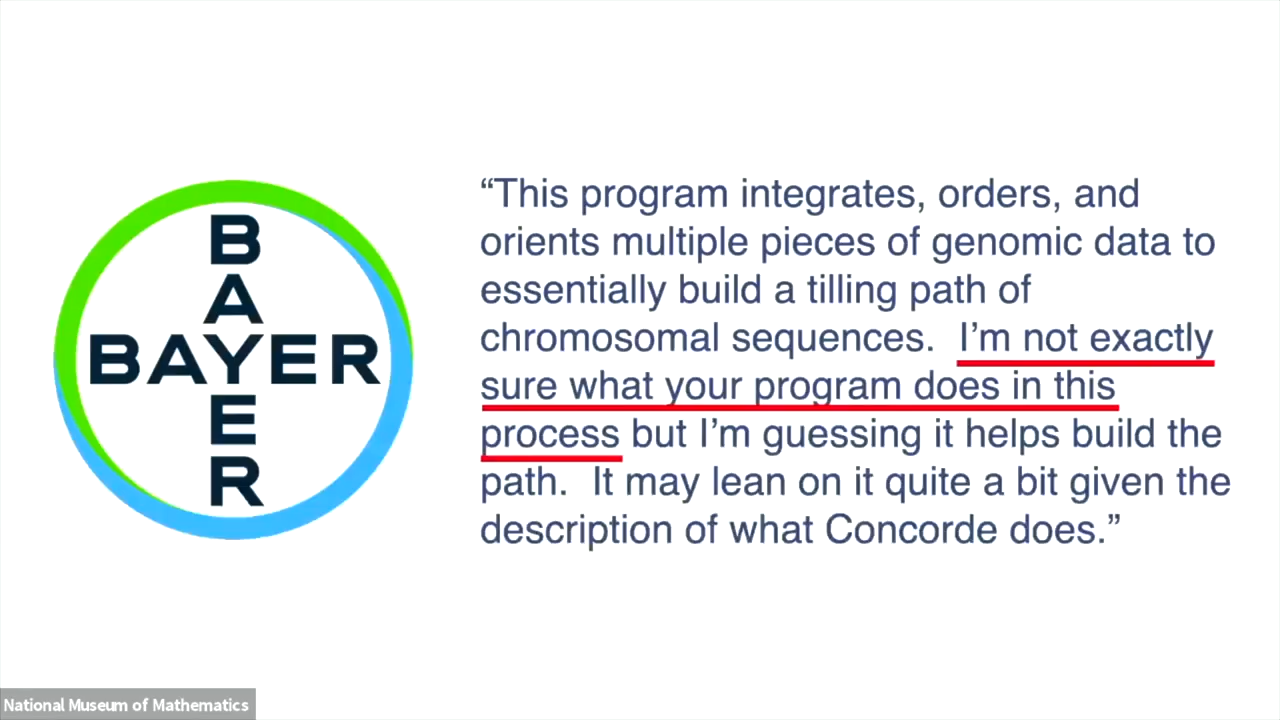 B
A
BAYER
E
R
“This program integrates, orders, and
orients multiple pieces of genomic data to
essentially build a tilling path of
chromosomal sequences.  I’m not exactly
sure what your program does in this
process but I’m guessing it helps build the
path.  It may lean on it quite a bit given the
description of what Concorde does.”
National Museum of Mathematics